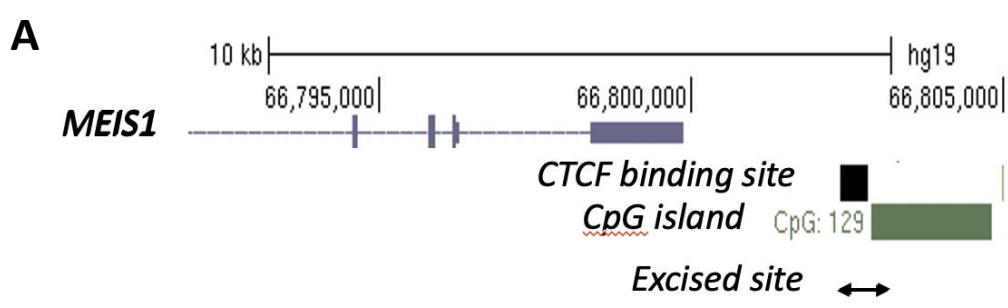 A
10 kb hg19
66,795,000| 66,800,000| 66,805,000|
MEIS1
CTCF binding site
CpG island CpG: 129
Excised site